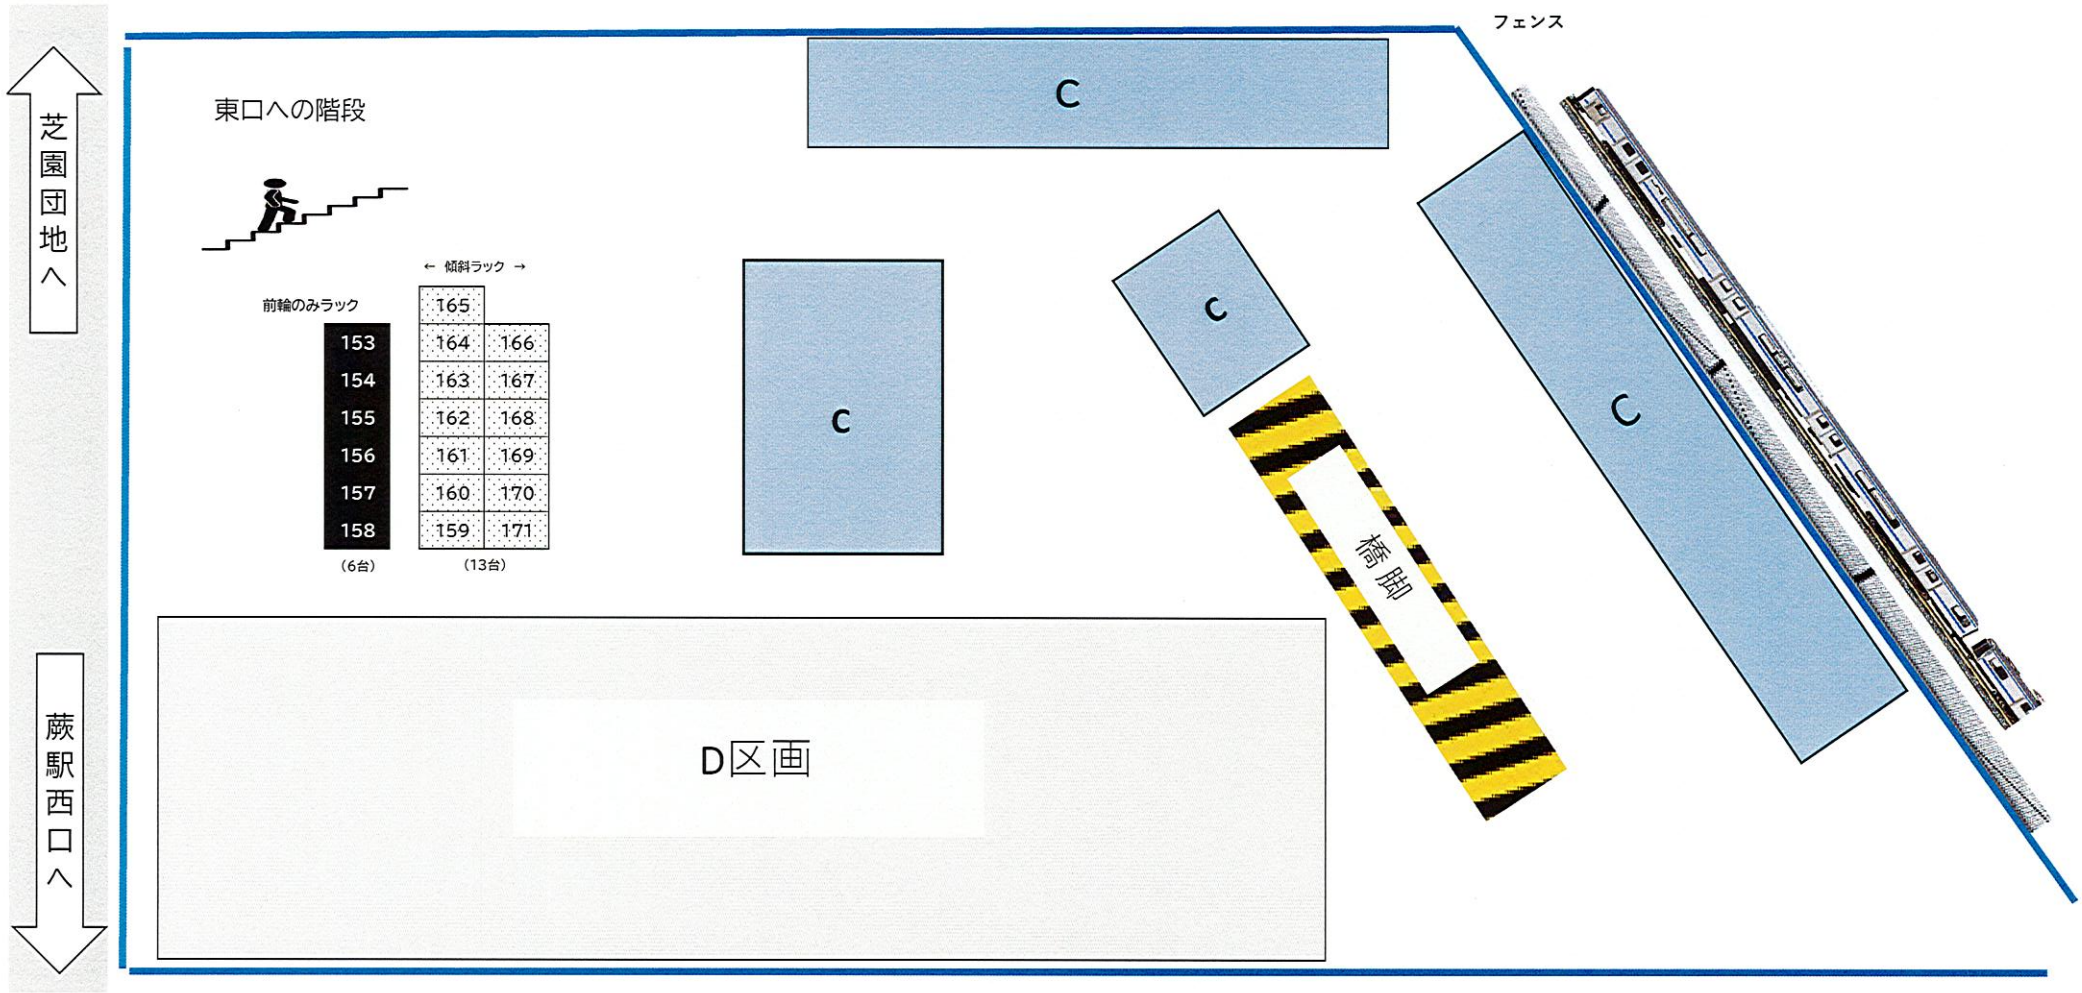 フェンス
C
東口への階段
芝園団地へ
C
C
C
← 傾斜ラック →
前輪のみラック
165
153 164 166
154 163 167
155 162 168
156 161 169
157 160 170
158 159 171
(6台) (13台)
橋脚
蕨駅西口へ
D区画